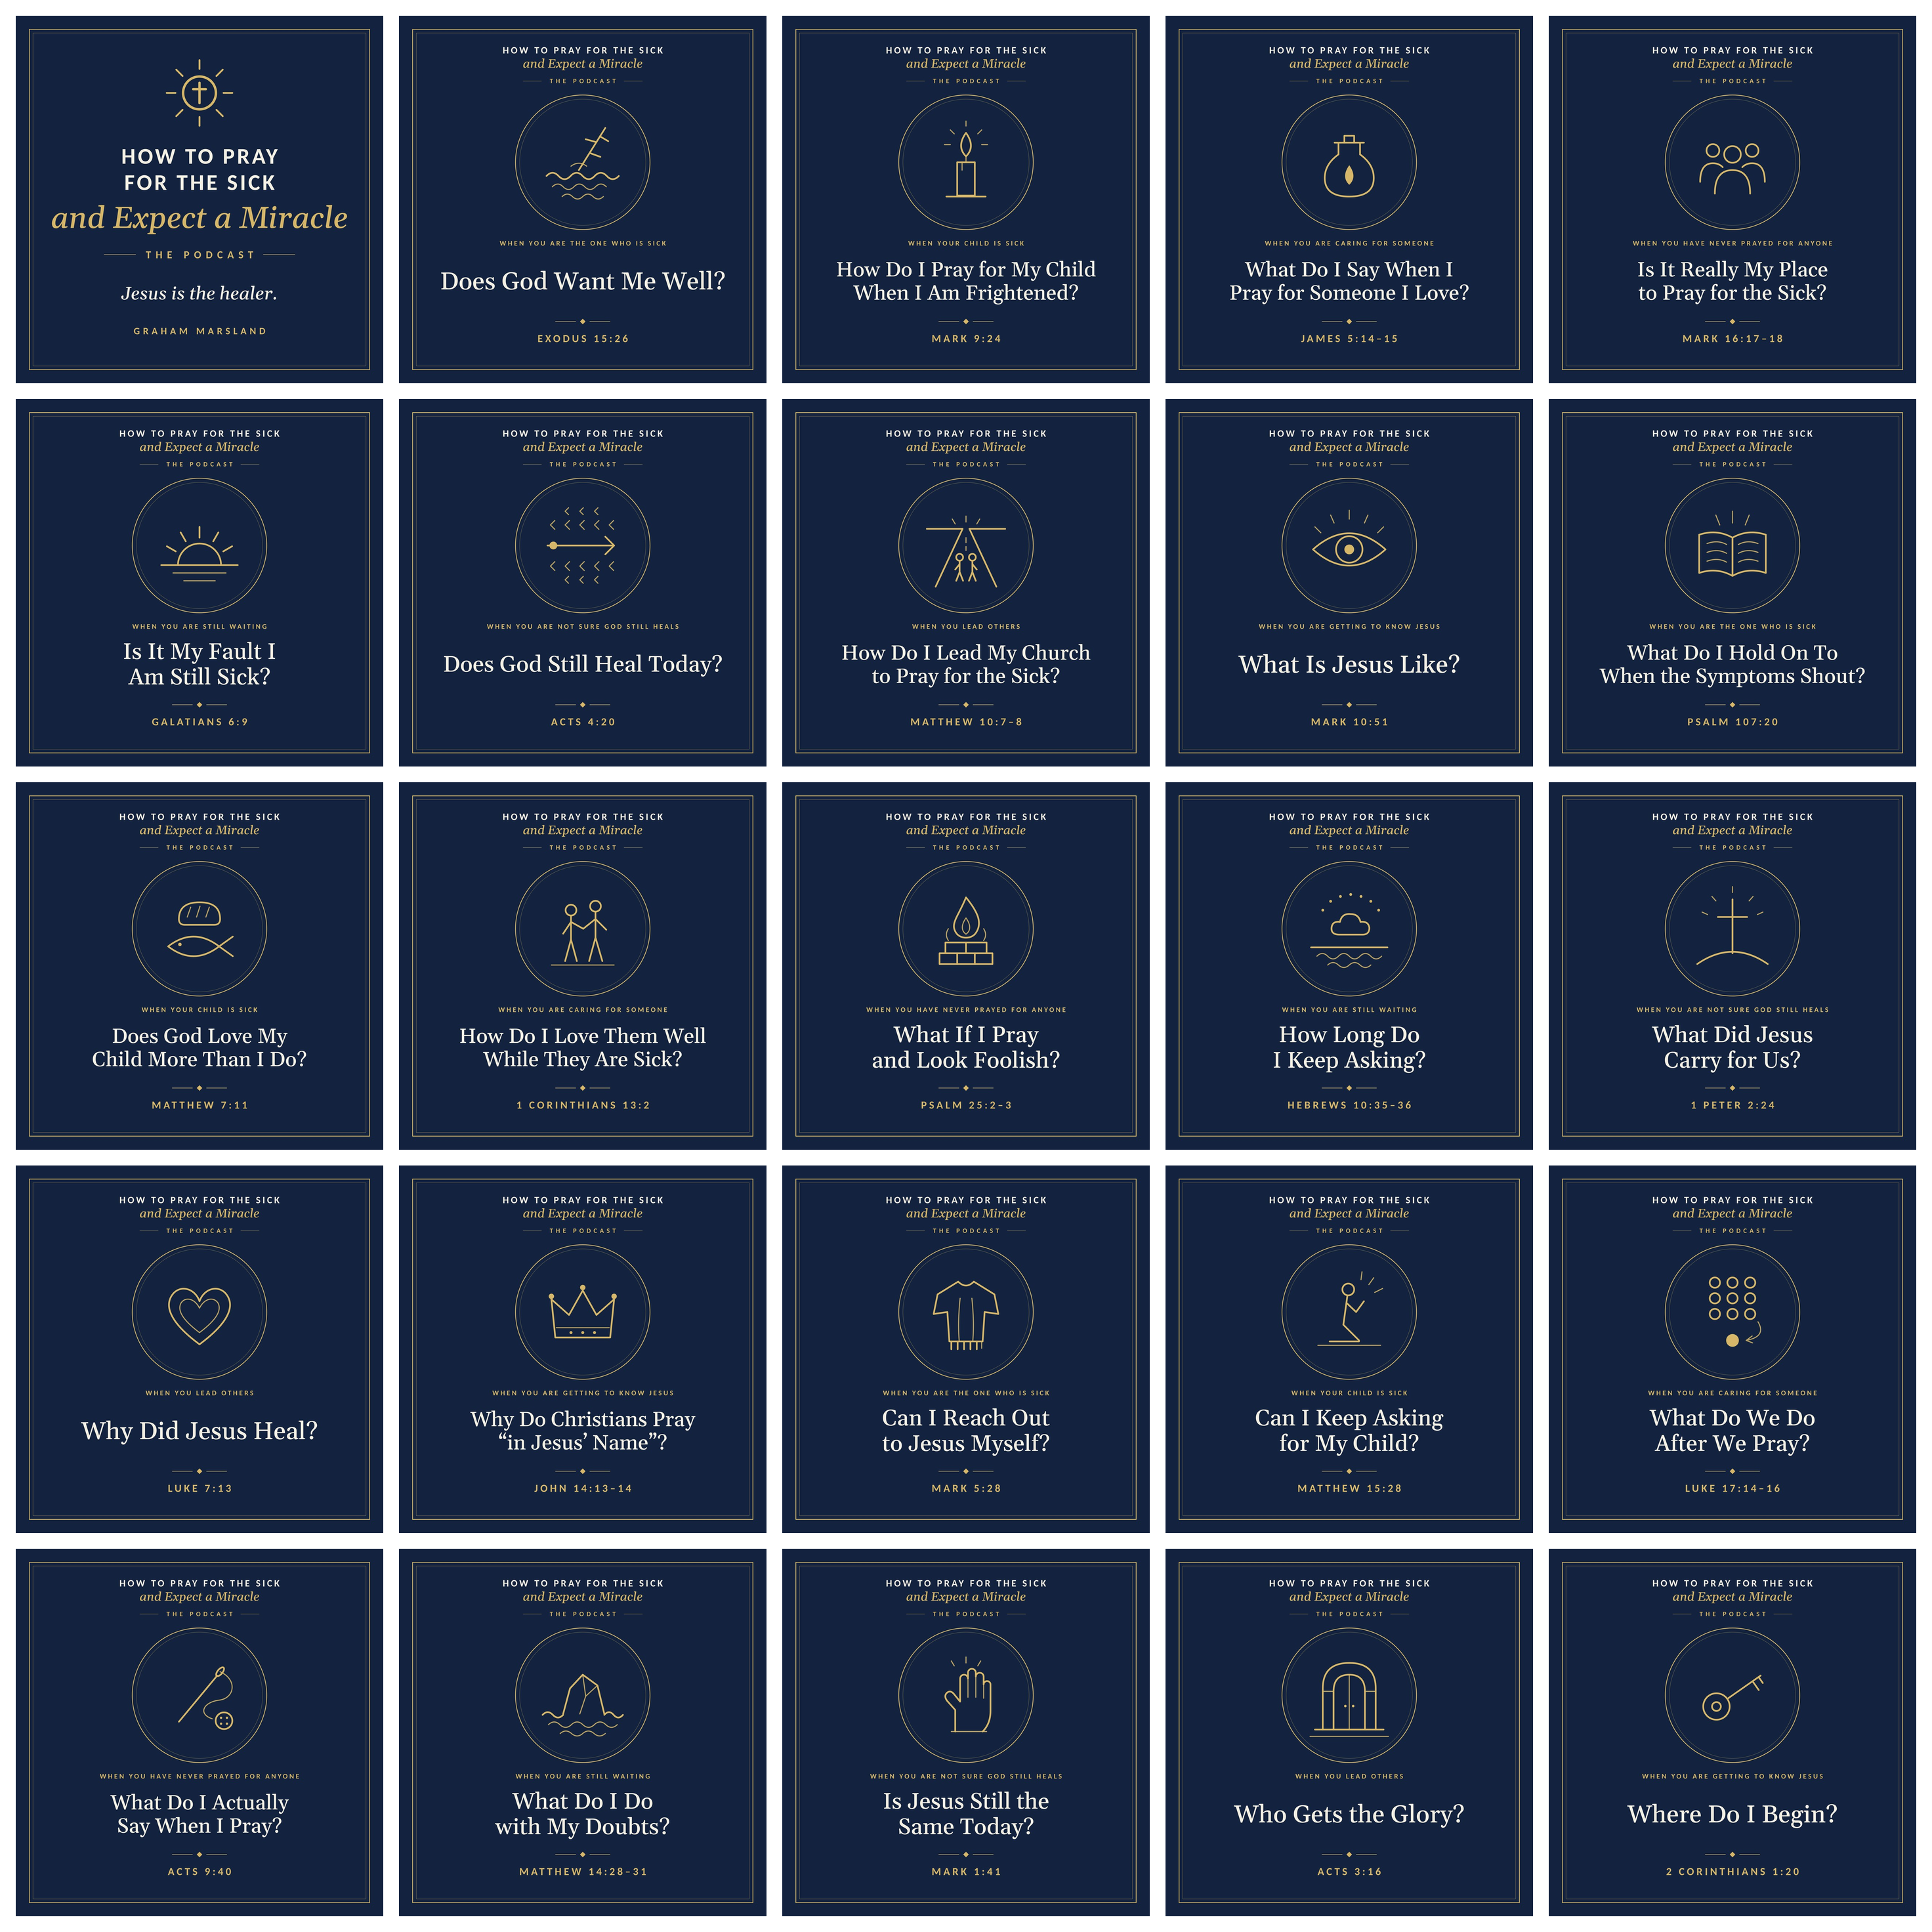 HOW TO PRAY
FOR THE SICK
and Expect a Miracle
THE PODCAST
Jesus is the healer.
GRAHAM MARSLAND
HOW TO PRAY FOR THE SICK
and Expect a Miracle
THE PODCAST
WHEN YOU ARE THE ONE WHO IS SICK
Does God Want Me Well?
EXODUS 15:26
HOW TO PRAY FOR THE SICK
and Expect a Miracle
THE PODCAST
WHEN YOUR CHILD IS SICK
How Do I Pray for My Child
When I Am Frightened?
MARK 9:24
HOW TO PRAY FOR THE SICK
and Expect a Miracle
THE PODCAST
WHEN YOU ARE CARING FOR SOMEONE
What Do I Say When I
Pray for Someone I Love?
JAMES 5:14–15
HOW TO PRAY FOR THE SICK
and Expect a Miracle
THE PODCAST
WHEN YOU HAVE NEVER PRAYED FOR ANYONE
Is It Really My Place
to Pray for the Sick?
MARK 16:17–18
HOW TO PRAY FOR THE SICK
and Expect a Miracle
THE PODCAST
WHEN YOU ARE STILL WAITING
Is It My Fault I
Am Still Sick?
GALATIANS 6:9
HOW TO PRAY FOR THE SICK
and Expect a Miracle
THE PODCAST
WHEN YOU ARE NOT SURE GOD STILL HEALS
Does God Still Heal Today?
ACTS 4:20
HOW TO PRAY FOR THE SICK
and Expect a Miracle
THE PODCAST
WHEN YOU LEAD OTHERS
How Do I Lead My Church
to Pray for the Sick?
MATTHEW 10:7–8
HOW TO PRAY FOR THE SICK
and Expect a Miracle
THE PODCAST
WHEN YOU ARE GETTING TO KNOW JESUS
What Is Jesus Like?
MARK 10:51
HOW TO PRAY FOR THE SICK
and Expect a Miracle
THE PODCAST
WHEN YOU ARE THE ONE WHO IS SICK
What Do I Hold On To
When the Symptoms Shout?
PSALM 107:20
HOW TO PRAY FOR THE SICK
and Expect a Miracle
THE PODCAST
WHEN YOUR CHILD IS SICK
Does God Love My
Child More Than I Do?
MATTHEW 7:11
HOW TO PRAY FOR THE SICK
and Expect a Miracle
THE PODCAST
WHEN YOU ARE CARING FOR SOMEONE
How Do I Love Them Well
While They Are Sick?
1 CORINTHIANS 13:2
HOW TO PRAY FOR THE SICK
and Expect a Miracle
THE PODCAST
WHEN YOU HAVE NEVER PRAYED FOR ANYONE
What If I Pray
and Look Foolish?
PSALM 25:2–3
HOW TO PRAY FOR THE SICK
and Expect a Miracle
THE PODCAST
WHEN YOU ARE STILL WAITING
How Long Do
I Keep Asking?
HEBREWS 10:35–36
HOW TO PRAY FOR THE SICK
and Expect a Miracle
THE PODCAST
WHEN YOU ARE NOT SURE GOD STILL HEALS
What Did Jesus
Carry for Us?
1 PETER 2:24
HOW TO PRAY FOR THE SICK
and Expect a Miracle
THE PODCAST
WHEN YOU LEAD OTHERS
Why Did Jesus Heal?
LUKE 7:13
HOW TO PRAY FOR THE SICK
and Expect a Miracle
THE PODCAST
WHEN YOU ARE GETTING TO KNOW JESUS
Why Do Christians Pray
“in Jesus’ Name”?
JOHN 14:13–14
HOW TO PRAY FOR THE SICK
and Expect a Miracle
THE PODCAST
WHEN YOU ARE THE ONE WHO IS SICK
Can I Reach Out
to Jesus Myself?
MARK 5:28
HOW TO PRAY FOR THE SICK
and Expect a Miracle
THE PODCAST
WHEN YOUR CHILD IS SICK
Can I Keep Asking
for My Child?
MATTHEW 15:28
HOW TO PRAY FOR THE SICK
and Expect a Miracle
THE PODCAST
WHEN YOU ARE CARING FOR SOMEONE
What Do We Do
After We Pray?
LUKE 17:14–16
HOW TO PRAY FOR THE SICK
and Expect a Miracle
THE PODCAST
WHEN YOU HAVE NEVER PRAYED FOR ANYONE
What Do I Actually
Say When I Pray?
ACTS 9:40
HOW TO PRAY FOR THE SICK
and Expect a Miracle
THE PODCAST
WHEN YOU ARE STILL WAITING
What Do I Do
with My Doubts?
MATTHEW 14:28–31
HOW TO PRAY FOR THE SICK
and Expect a Miracle
THE PODCAST
WHEN YOU ARE NOT SURE GOD STILL HEALS
Is Jesus Still the
Same Today?
MARK 1:41
HOW TO PRAY FOR THE SICK
and Expect a Miracle
THE PODCAST
WHEN YOU LEAD OTHERS
Who Gets the Glory?
ACTS 3:16
HOW TO PRAY FOR THE SICK
and Expect a Miracle
THE PODCAST
WHEN YOU ARE GETTING TO KNOW JESUS
Where Do I Begin?
2 CORINTHIANS 1:20